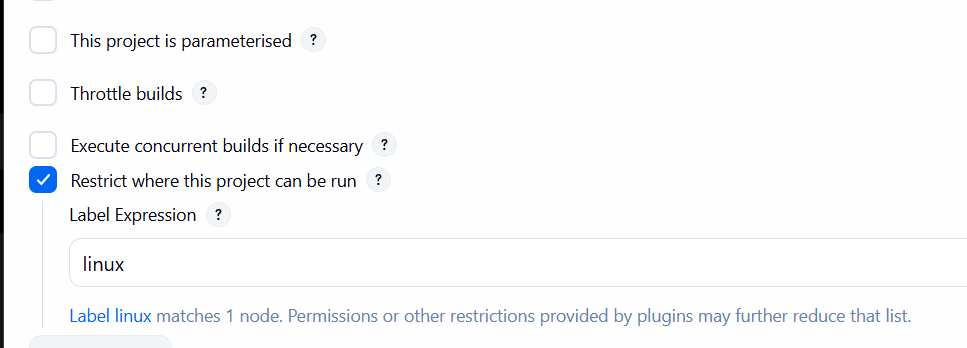 This project is parameterised ?
Throttle builds ?
Execute concurrent builds if necessary ?
Restrict where this project can be run ?
Label Expression ?
linux
Label linux matches 1 node. Permissions or other restrictions provided by plugins may further reduce that list.